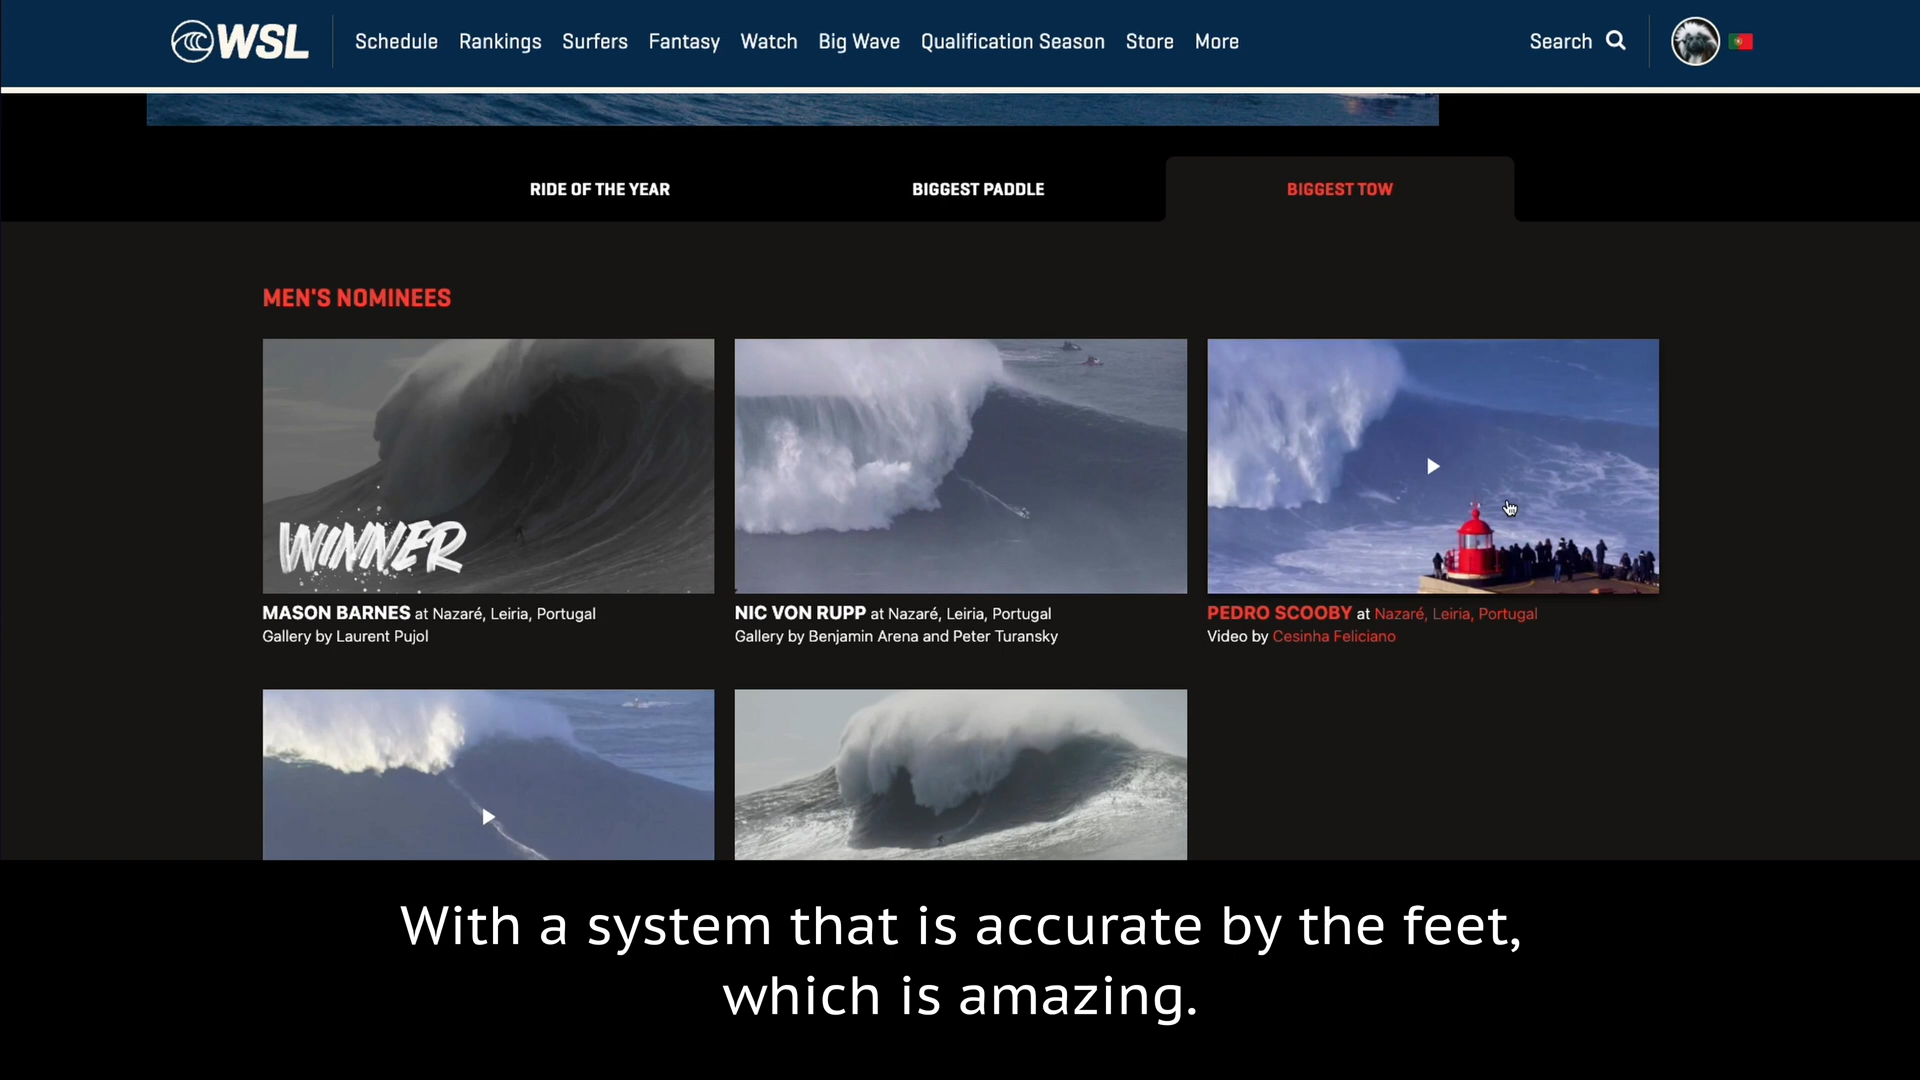 WSL
Schedule Rankings Surfers Fantasy Watch Big Wave Qualification Season Store More
Search
RIDE OF THE YEAR
BIGGEST PADDLE
BIGGEST TOW
MEN'S NOMINEES
WINNER
MASON BARNES at Nazaré, Leiria, Portugal
Gallery by Laurent Pujol
NIC VON RUPP at Nazaré, Leiria, Portugal
Gallery by Benjamin Arena and Peter Turansky
PEDRO SCOOBY at Nazaré, Leiria, Portugal
Video by Cesinha Feliciano
With a system that is accurate by the feet,
which is amazing.